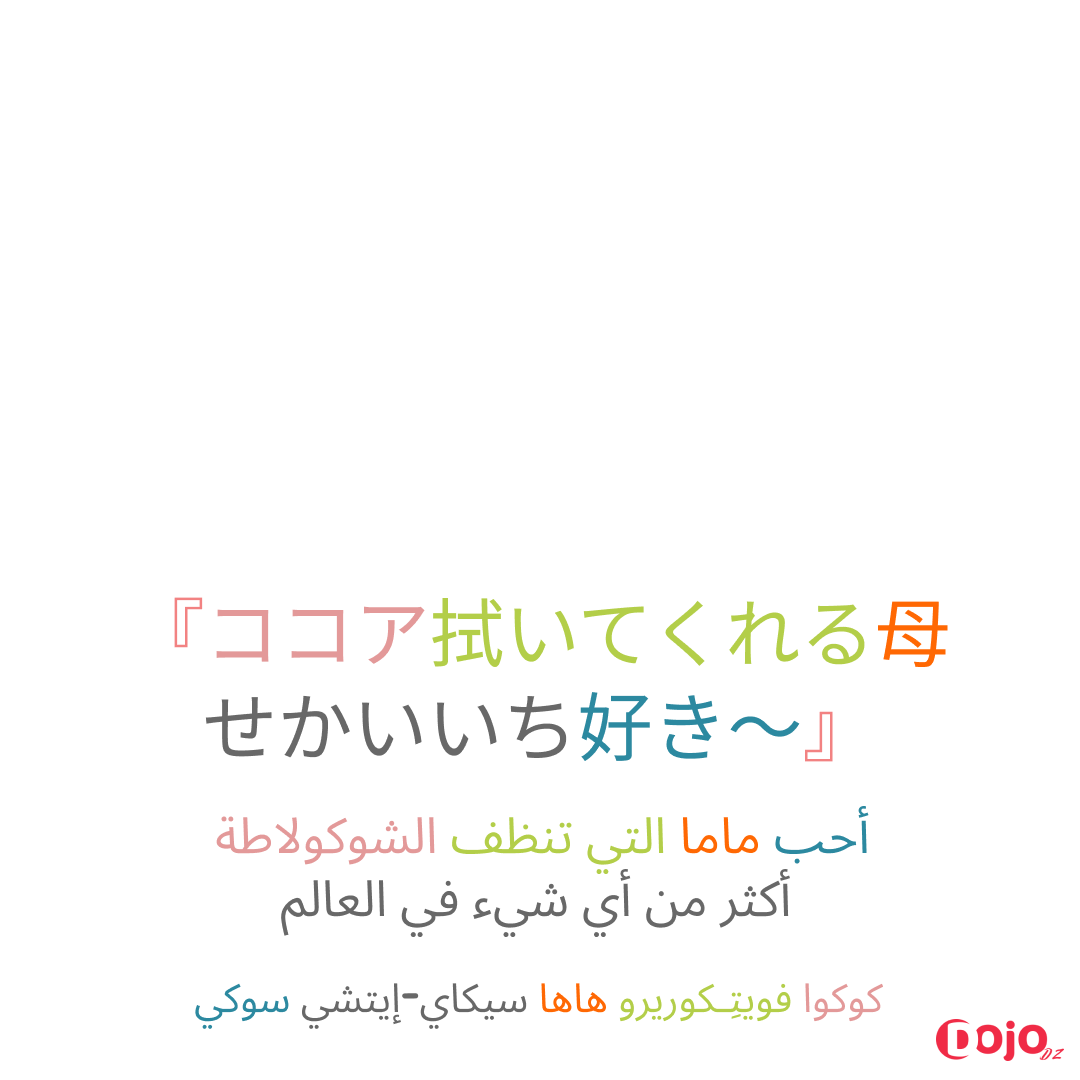 『ココア拭いてくれる母
せかいいち好き〜』
أحب ماما التي تنظف الشوكولاطة
أكثر من أي شيء في العالم
كوكوا فويتِـكوريرو هاها سيكاي-إيتشي سوكي
Dojo DZ